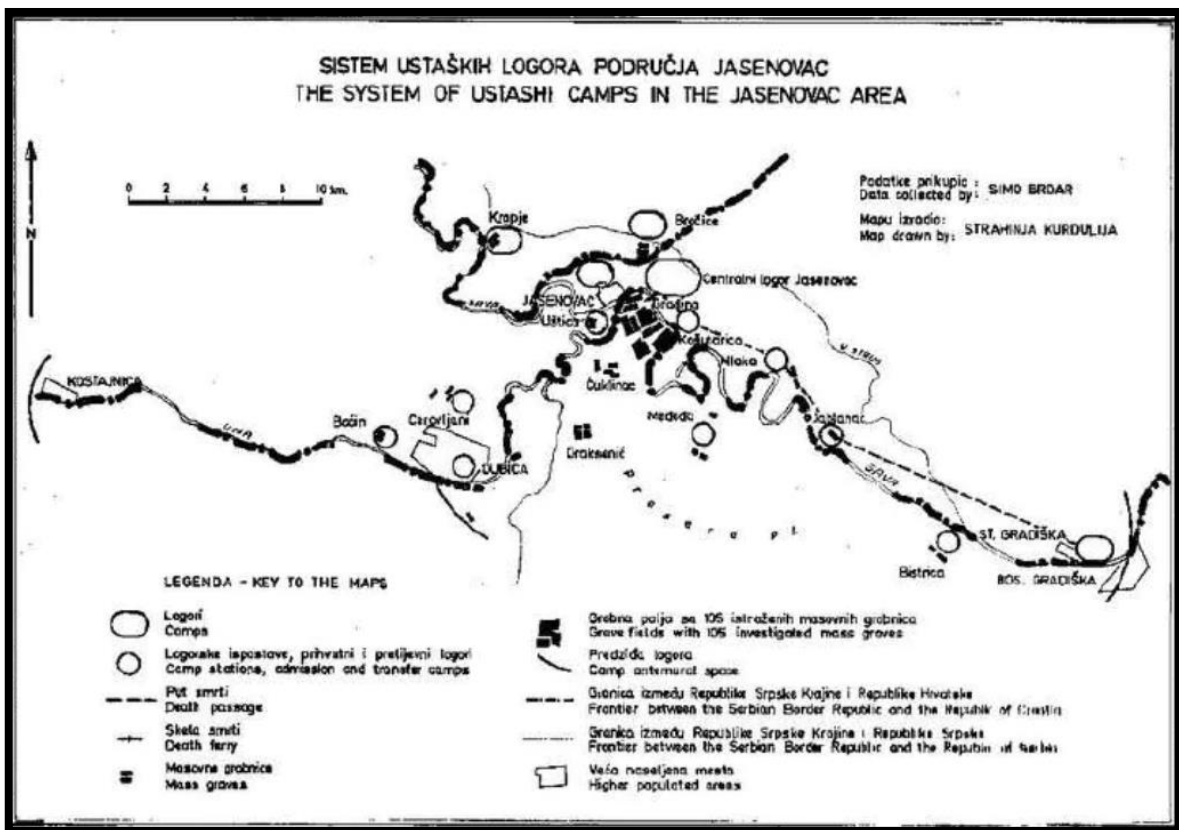 SISTEM USTAŠKIH LOGORA PODRUČJA JASENOVAC
THE SYSTEM OF USTASHI CAMPS IN THE JASENOVAC AREA
N
0 2 4 6 8 10 km.
Podatke prikupio :
Data collected by: SIMO BRDAR
Mapu izradio:
Map drawn by: STRAHINJA KURDULIJA
Krapje
Bročice
SAVA
JASENOVAC
Centralni logor Jasenovac
Uštica
Gradina
Košutarica
Mlaka
Čuklinac
KOSTAJNICA
UNA
Baćin
Cerovljani
DUBICA
Draksenić
Međeđa
Jablanac
SAVA
ST. GRADIŠKA
Bistrica
BOS. GRADIŠKA
LEGENDA - KEY TO THE MAPS
Logori
Camps
Logorske ispostave, prihvatni i prelijevni logori
Camp stations, admission and transfer camps
Put smrti
Death passage
Skela smrti
Death ferry
Masovne grobnice
Mass graves
Grobna polja sa 105 istraženih masovnih grobnica
Grave fields with 105 investigated mass graves
Predziđa logora
Camp antemural space
Granica između Republike Srpske Krajine i Republike Hrvatske
Frontier between the Serbian Border Republic and the Republik of Croatia
Granica između Republike Srpske Krajine i Republike Srpske
Frontier between the Serbian Border Republic and the Republic of Serbs
Veća naseljena mesta
Higher populated areas